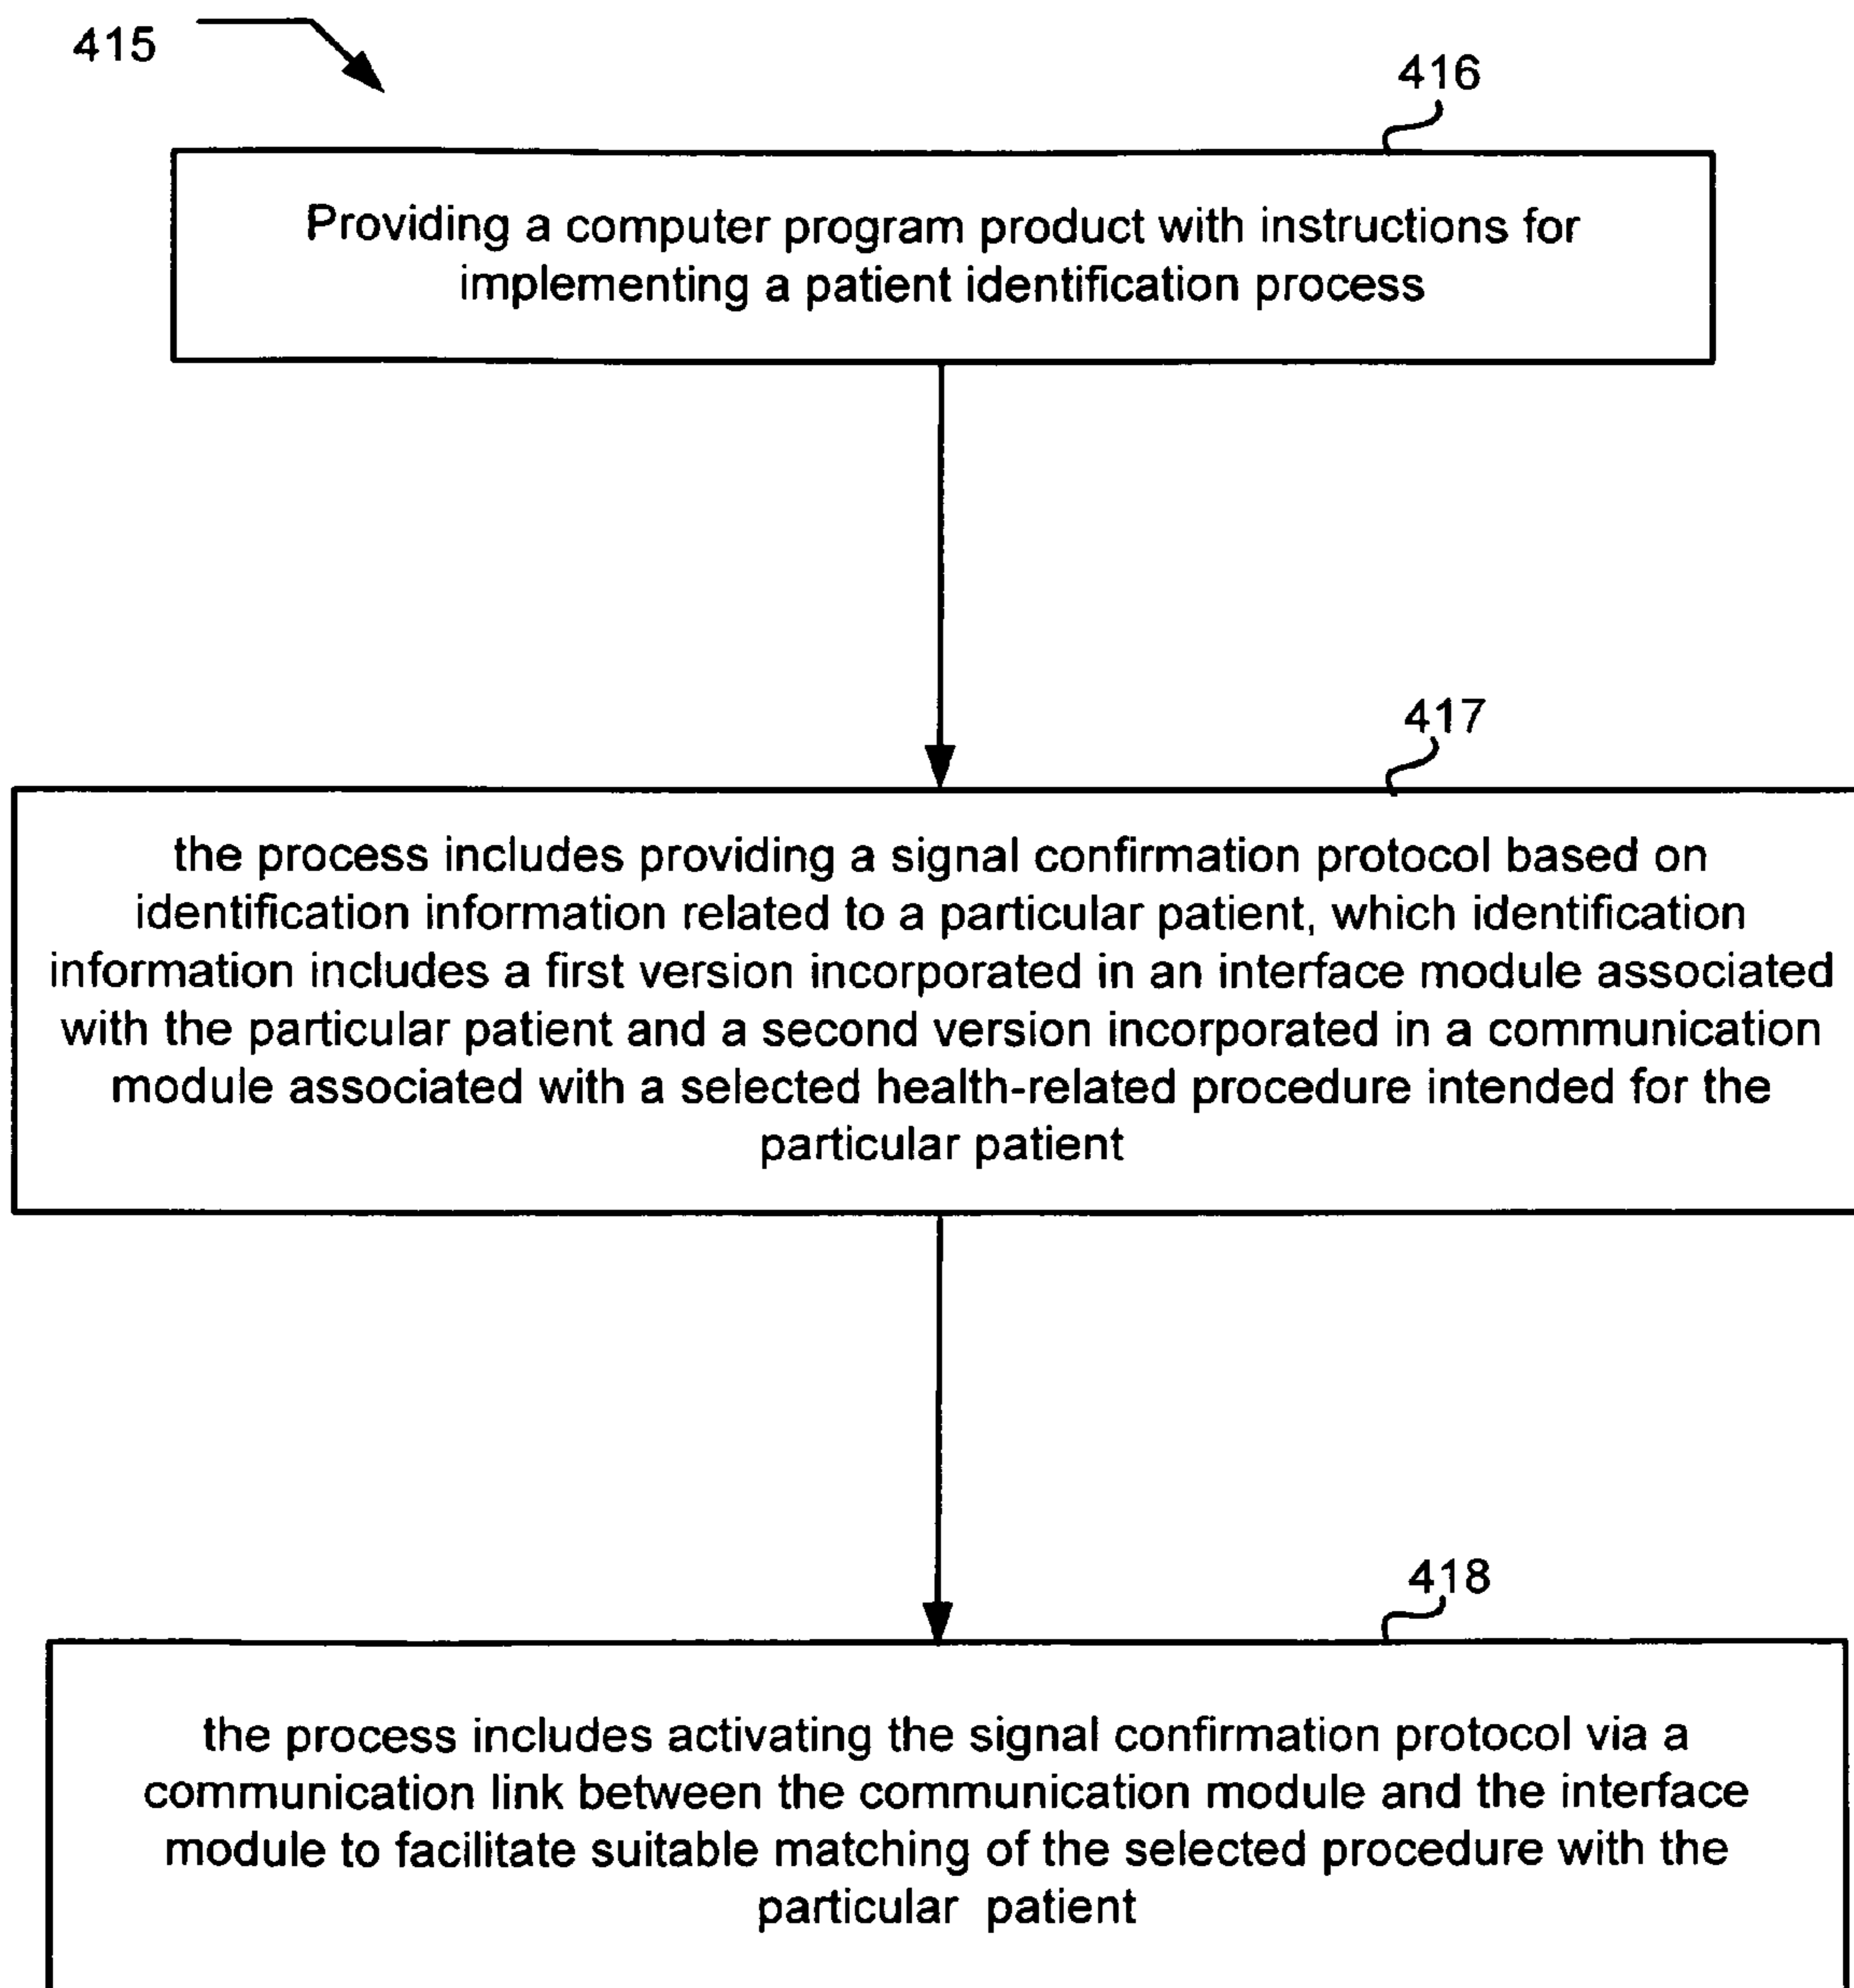 415
416
Providing a computer program product with instructions for
implementing a patient identification process
417
the process includes providing a signal confirmation protocol based on
identification information related to a particular patient, which identification
information includes a first version incorporated in an interface module associated
with the particular patient and a second version incorporated in a communication
module associated with a selected health-related procedure intended for the
particular patient
418
the process includes activating the signal confirmation protocol via a
communication link between the communication module and the interface
module to facilitate suitable matching of the selected procedure with the
particular patient